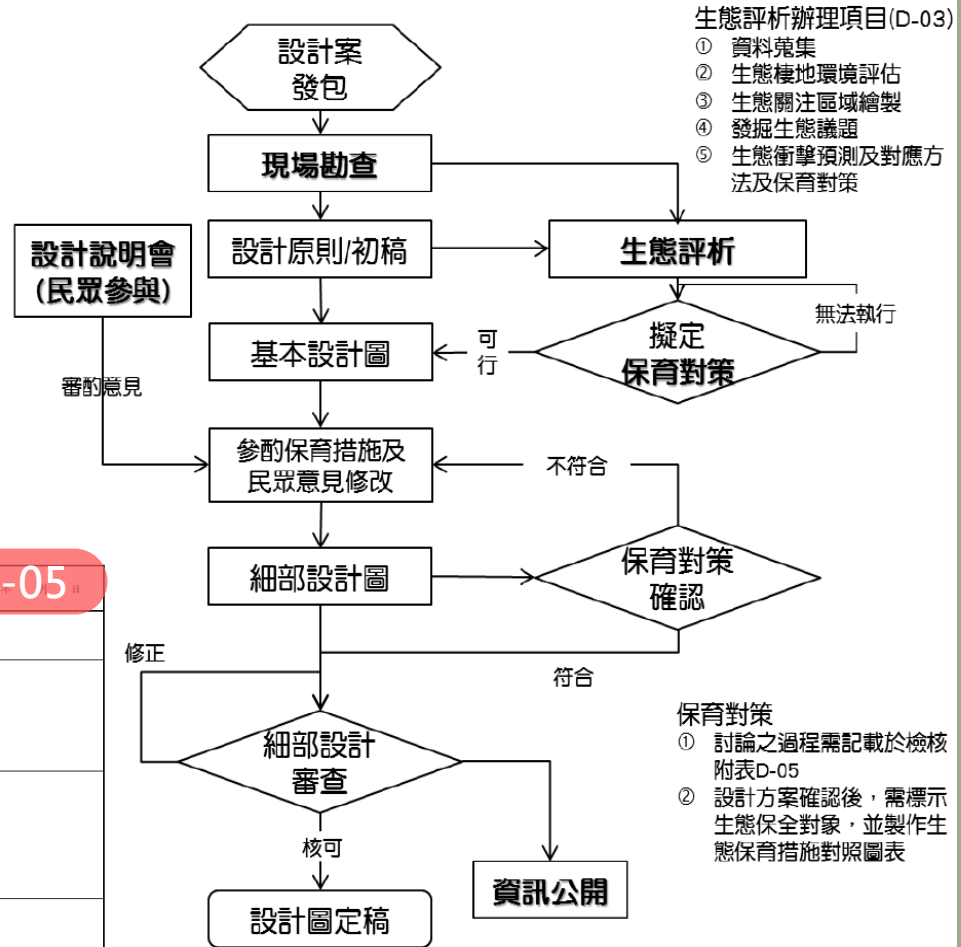 生態評析辦理項目(D-03)
① 資料蒐集
② 生態棲地環境評估
③ 生態關注區域繪製
④ 發掘生態議題
⑤ 生態衝擊預測及對應方
法及保育對策
設計案
發包
現場勘查
設計說明會
(民眾參與)
設計原則/初稿
生態評析
無法執行
擬定
保育對策
可
行
基本設計圖
審酌意見
參酌保育措施及
民眾意見修改
不符合
細部設計圖
保育對策
確認
-05
年 月 日
修正
符合
細部設計
審查
保育對策
① 討論之過程需記載於檢核
附表D-05
② 設計方案確認後，需標示
生態保全對象，並製作生
態保育措施對照圖表
核可
資訊公開
設計圖定稿